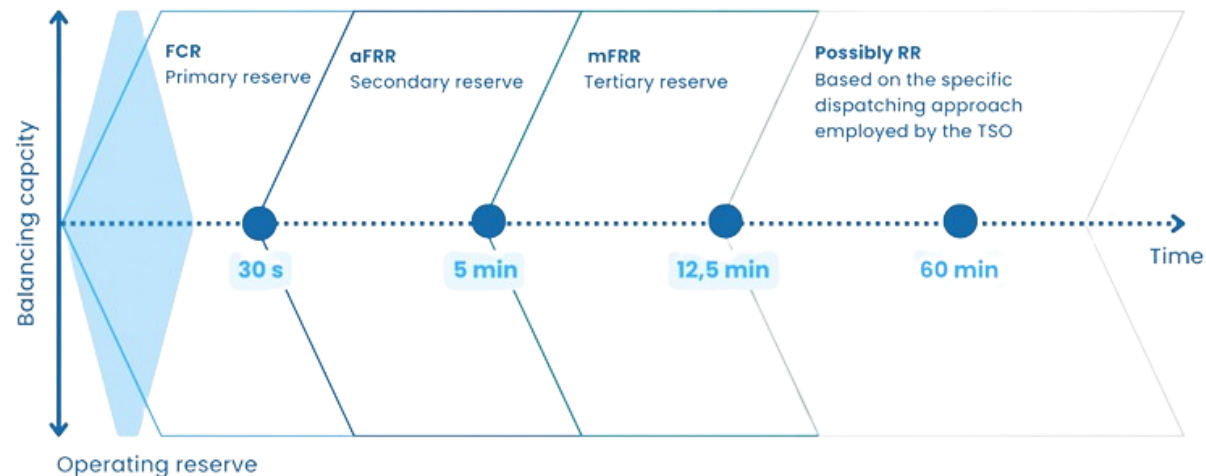 FCR
Primary reserve
aFRR
Secondary reserve
mFRR
Tertiary reserve
Possibly RR
Based on the specific
dispatching approach
employed by the TSO
Balancing capcity
30 s
5 min
12,5 min
60 min
Time
Operating reserve